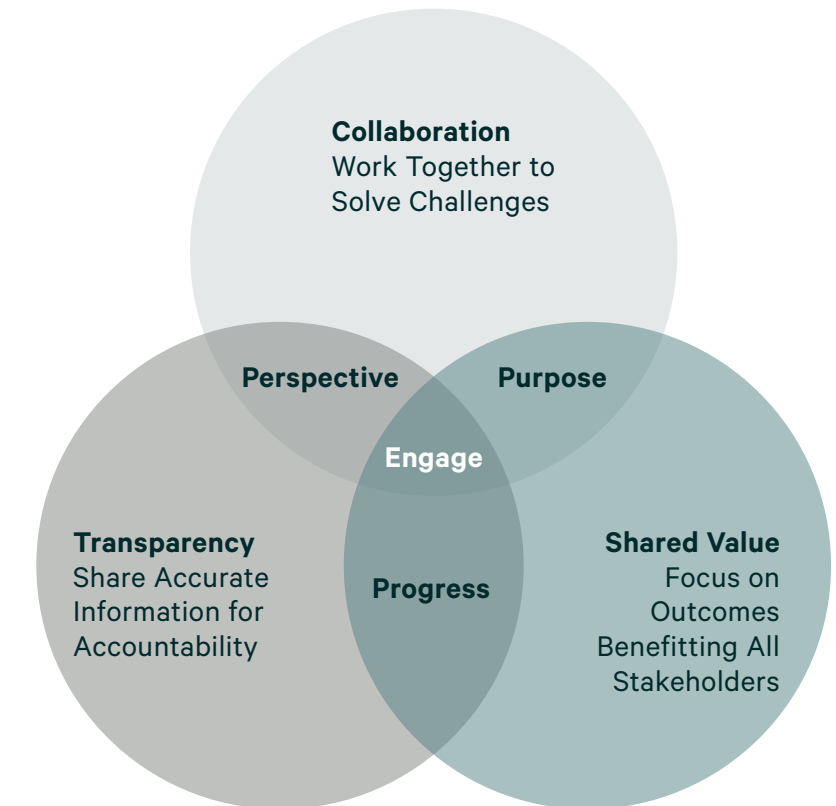 Collaboration
Work Together to
Solve Challenges
Perspective
Purpose
Engage
Transparency
Share Accurate
Information for
Accountability
Progress
Shared Value
Focus on
Outcomes
Benefitting All
Stakeholders